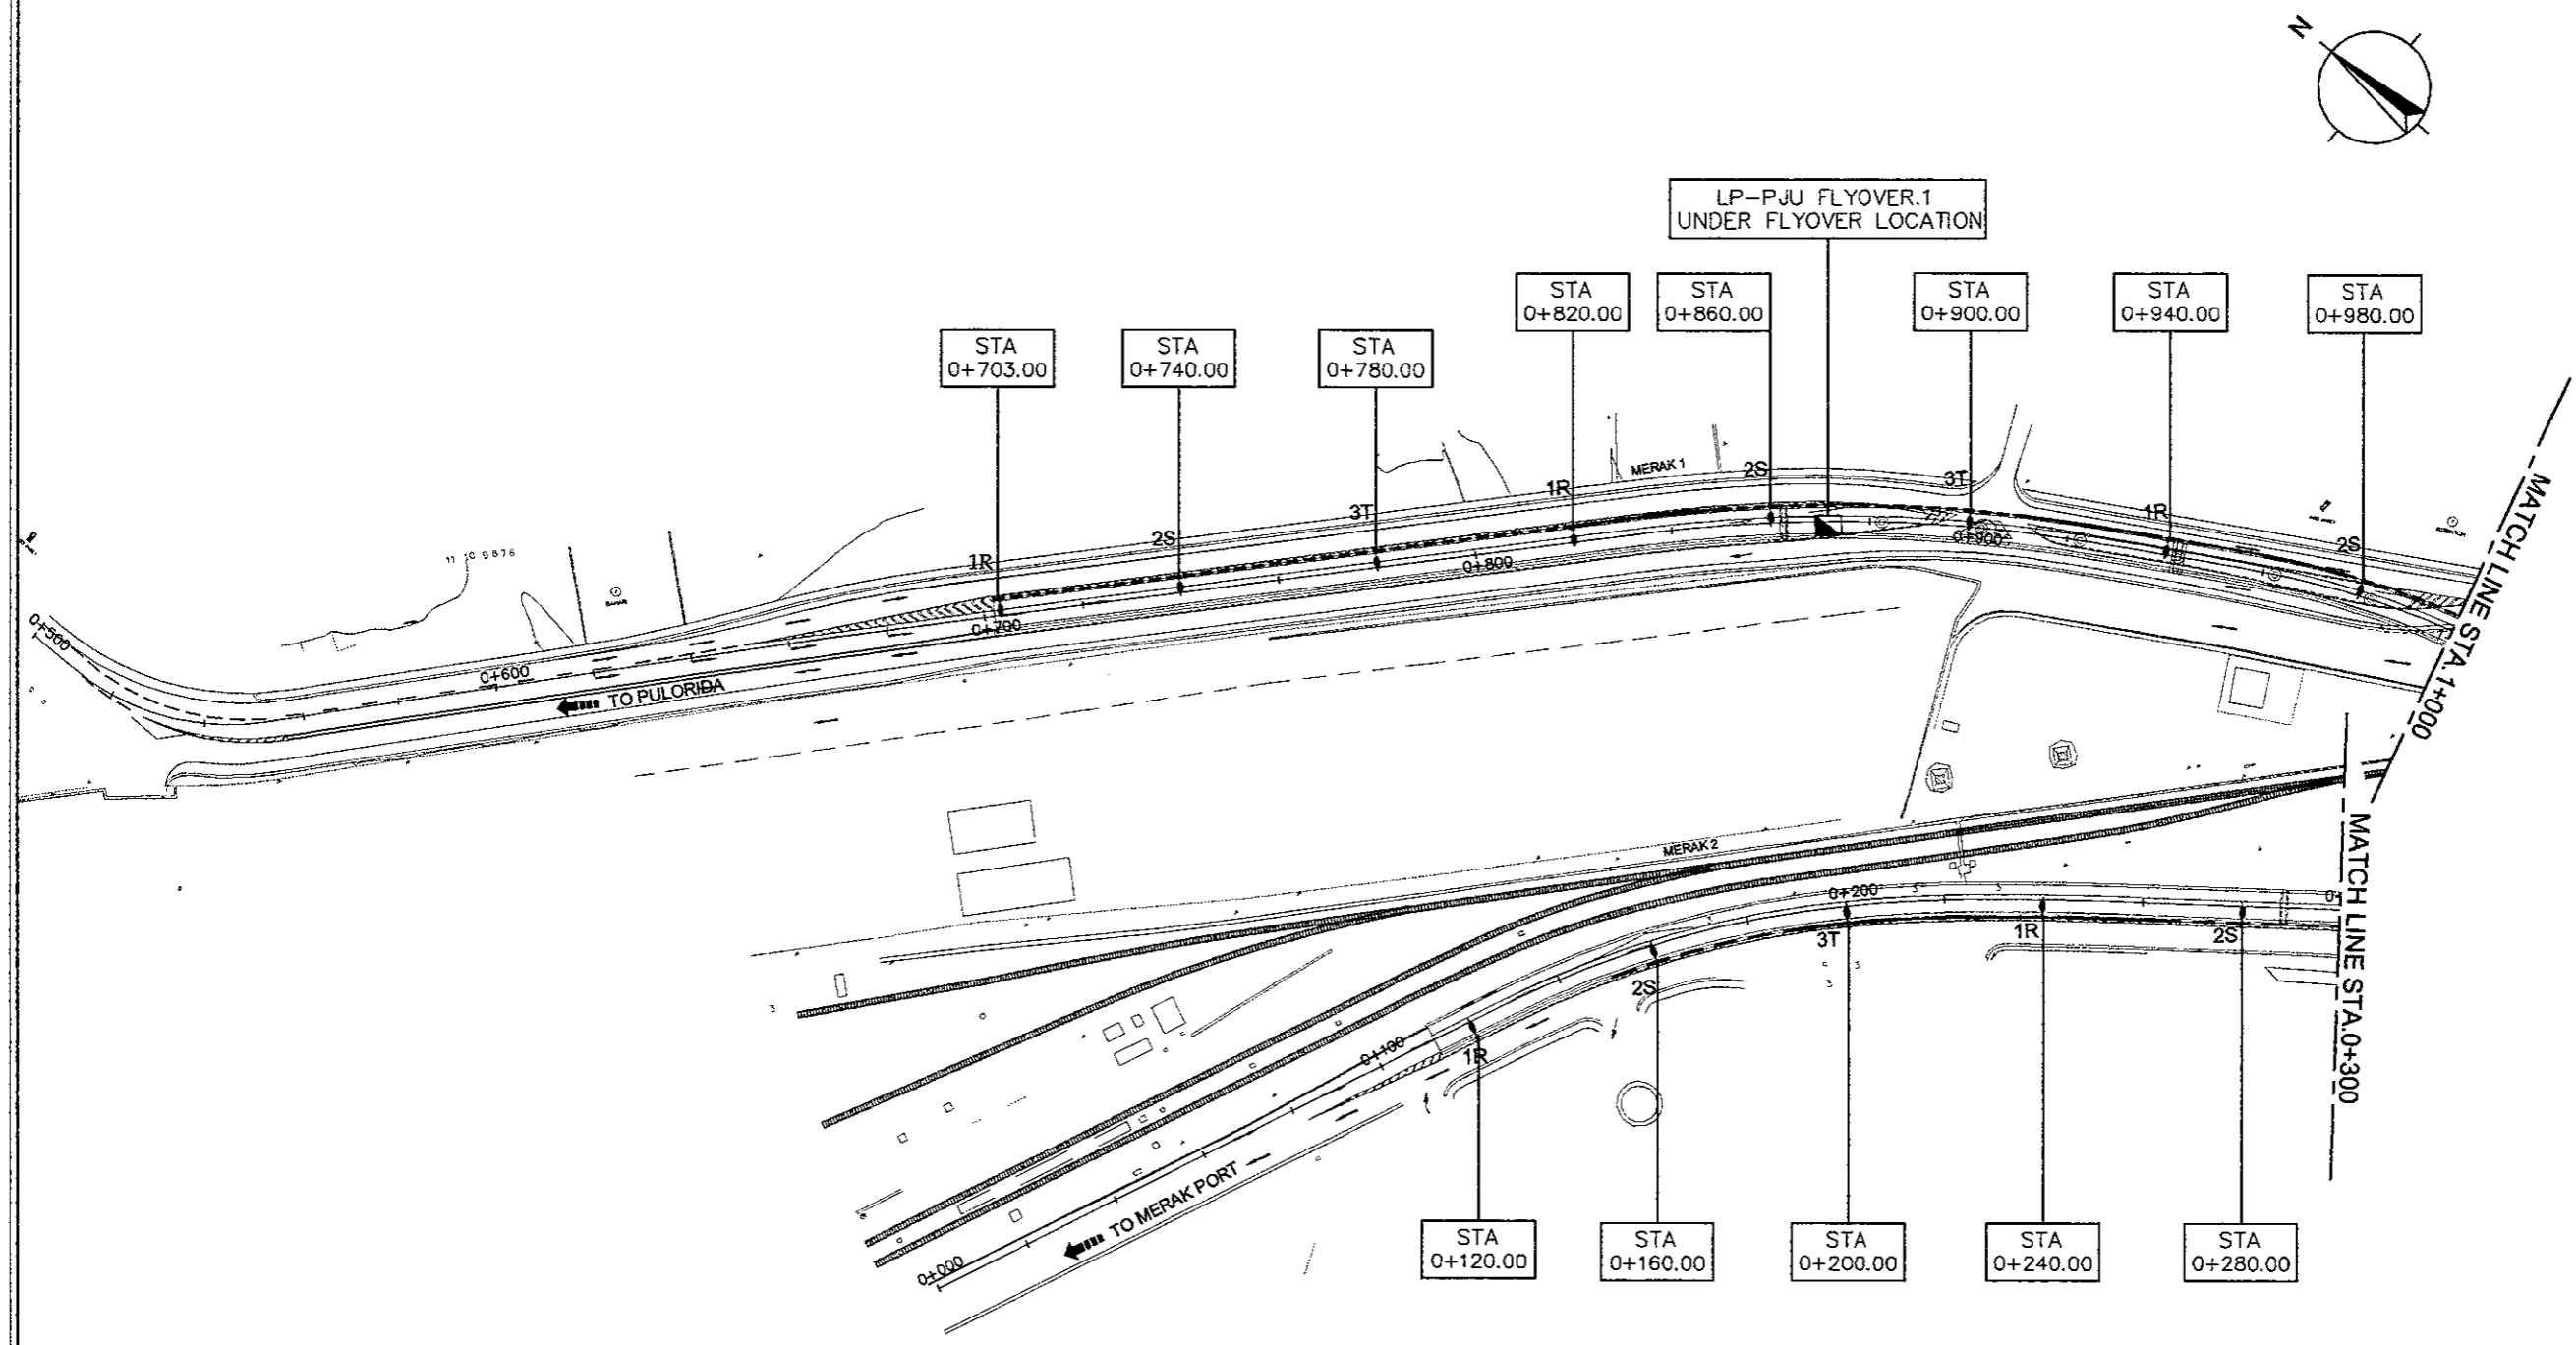 N
LP-PJU FLYOVER.1
UNDER FLYOVER LOCATION
STA
0+703.00
STA
0+740.00
STA
0+780.00
STA
0+820.00
STA
0+860.00
STA
0+900.00
STA
0+940.00
STA
0+980.00
1R
2S
3T
1R
MERAK 1
2S
3T
1R
2S
0+500
0+600
0+700
0+800
0+900
TO PULORIDA
MATCH LINE STA.1+000
MERAK 2
0+200
3T
1R
2S
2S
1R
0+100
0+000
TO MERAK PORT
MATCH LINE STA.0+300
STA
0+120.00
STA
0+160.00
STA
0+200.00
STA
0+240.00
STA
0+280.00